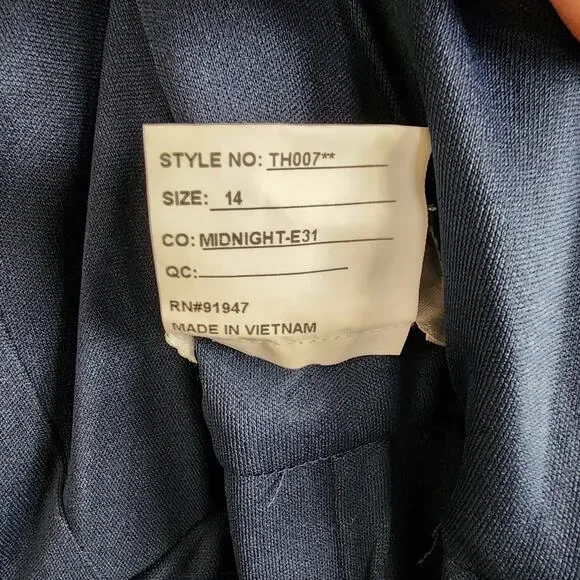 STYLE NO: TH007**
SIZE: 14
CO: MIDNIGHT-E31
QC:
RN#91947
MADE IN VIETNAM